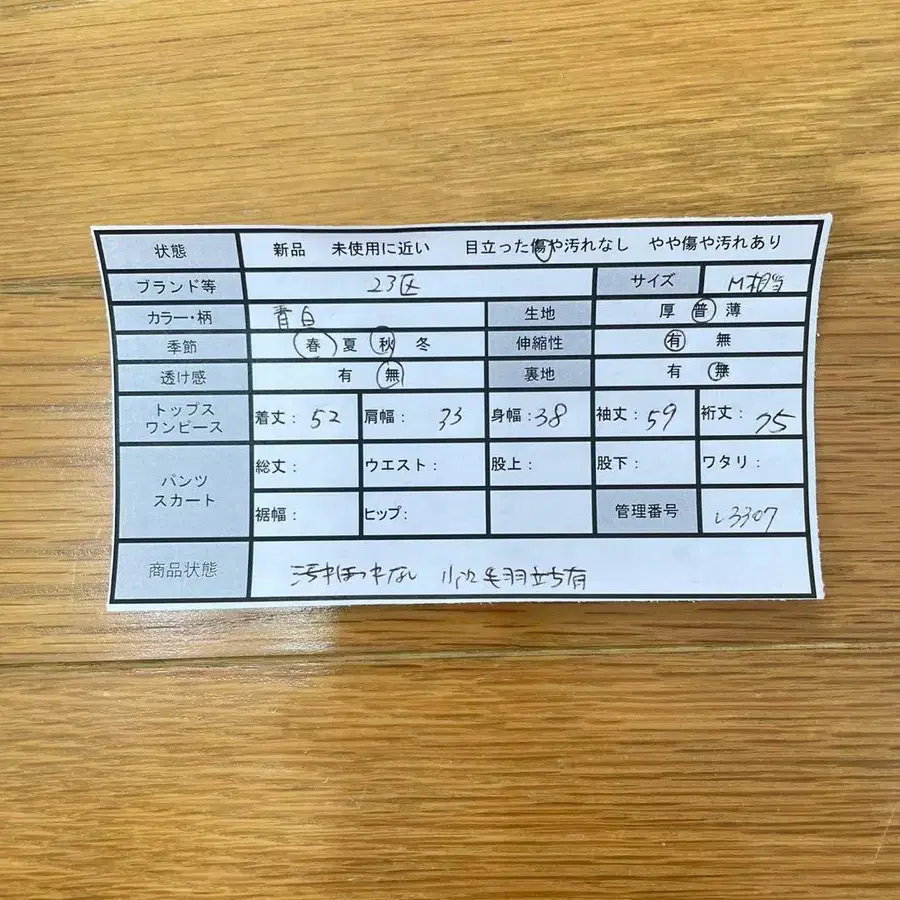 状態 新品 未使用に近い 目立った傷や汚れなし やや傷や汚れあり
ブランド等 23区 サイズ M相当
カラー・柄 青白 生地 厚 普 薄
季節 春 夏 秋 冬 伸縮性 有 無
透け感 有 無 裏地 有 無
トップス
ワンピース
着丈: 52 肩幅: 33 身幅:38 袖丈:59 裄丈: 75
パンツ
スカート
総丈: ウエスト: 股上: 股下: ワタリ:
裾幅: ヒップ: 管理番号 3307
商品状態 汚れほつれなし 毛羽立ち有